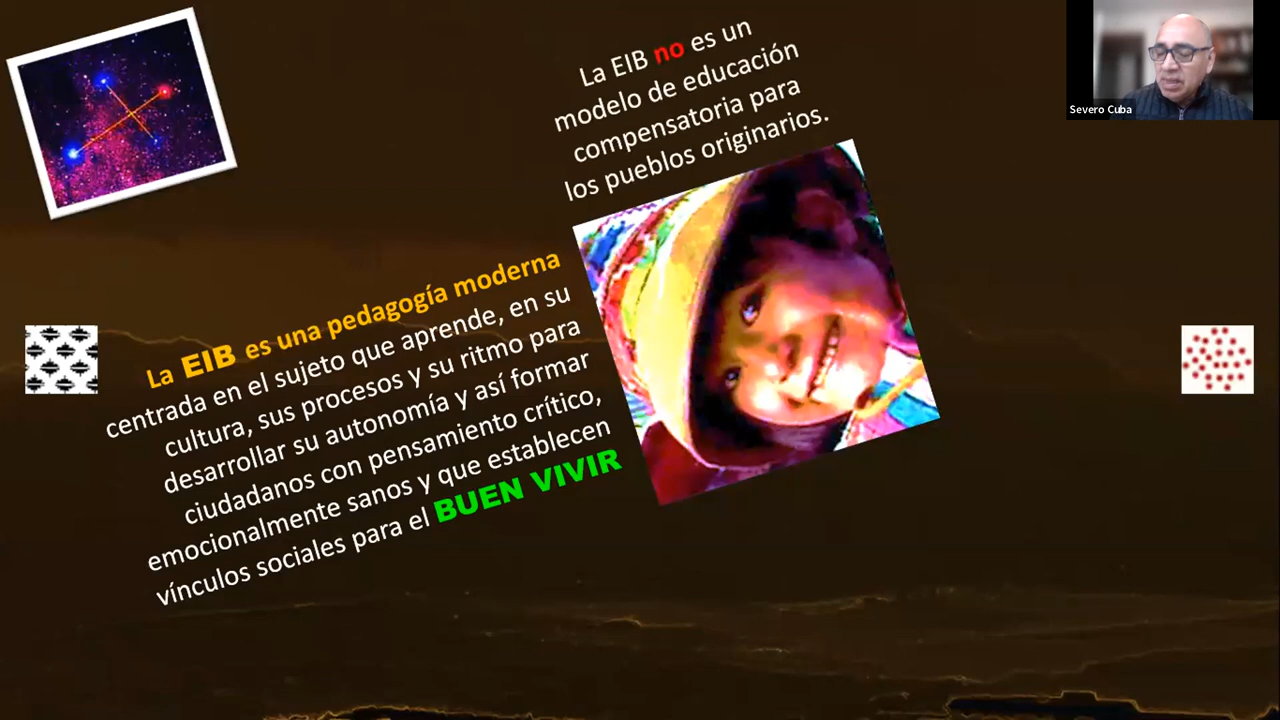 La EIB no es un
modelo de educación
compensatoria para
los pueblos originarios.
La EIB es una pedagogía moderna
centrada en el sujeto que aprende, en su
cultura, sus procesos y su ritmo para
desarrollar su autonomía y así formar
ciudadanos con pensamiento crítico,
emocionalmente sanos y que establecen
vínculos sociales para el BUEN VIVIR
Severo Cuba